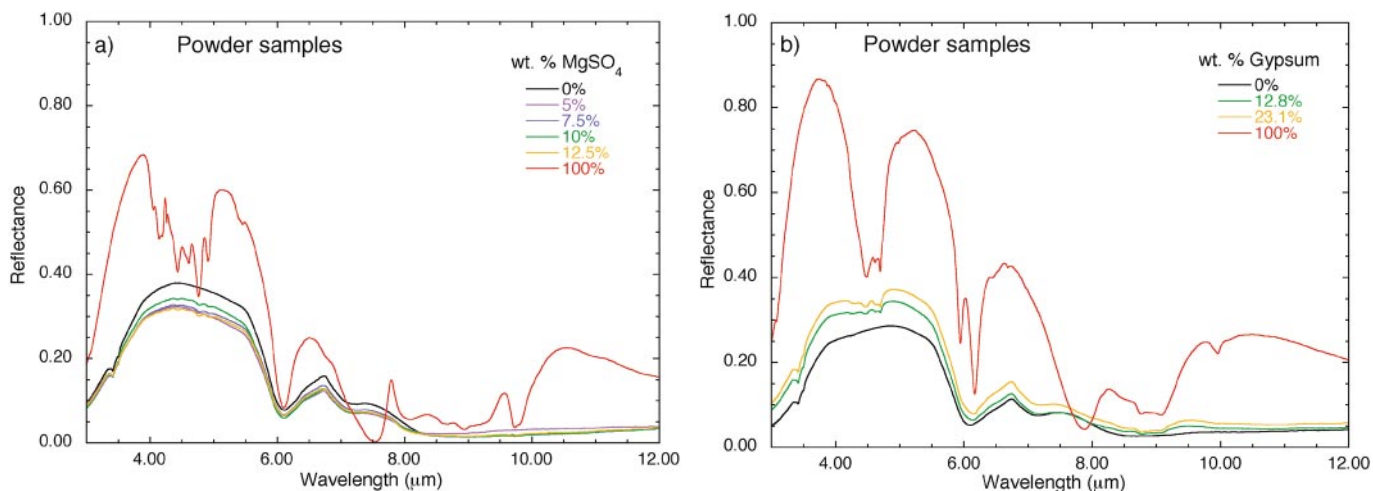 a) Powder samples
wt. % MgSO4
0%
5%
7.5%
10%
12.5%
100%
1.00
0.80
0.60
0.40
0.20
0.00
Reflectance
4.00 6.00 8.00 10.00 12.00
Wavelength (μm)
b) Powder samples
wt. % Gypsum
0%
12.8%
23.1%
100%
1.00
0.80
0.60
0.40
0.20
0.00
Reflectance
4.00 6.00 8.00 10.00 12.00
Wavelength (μm)